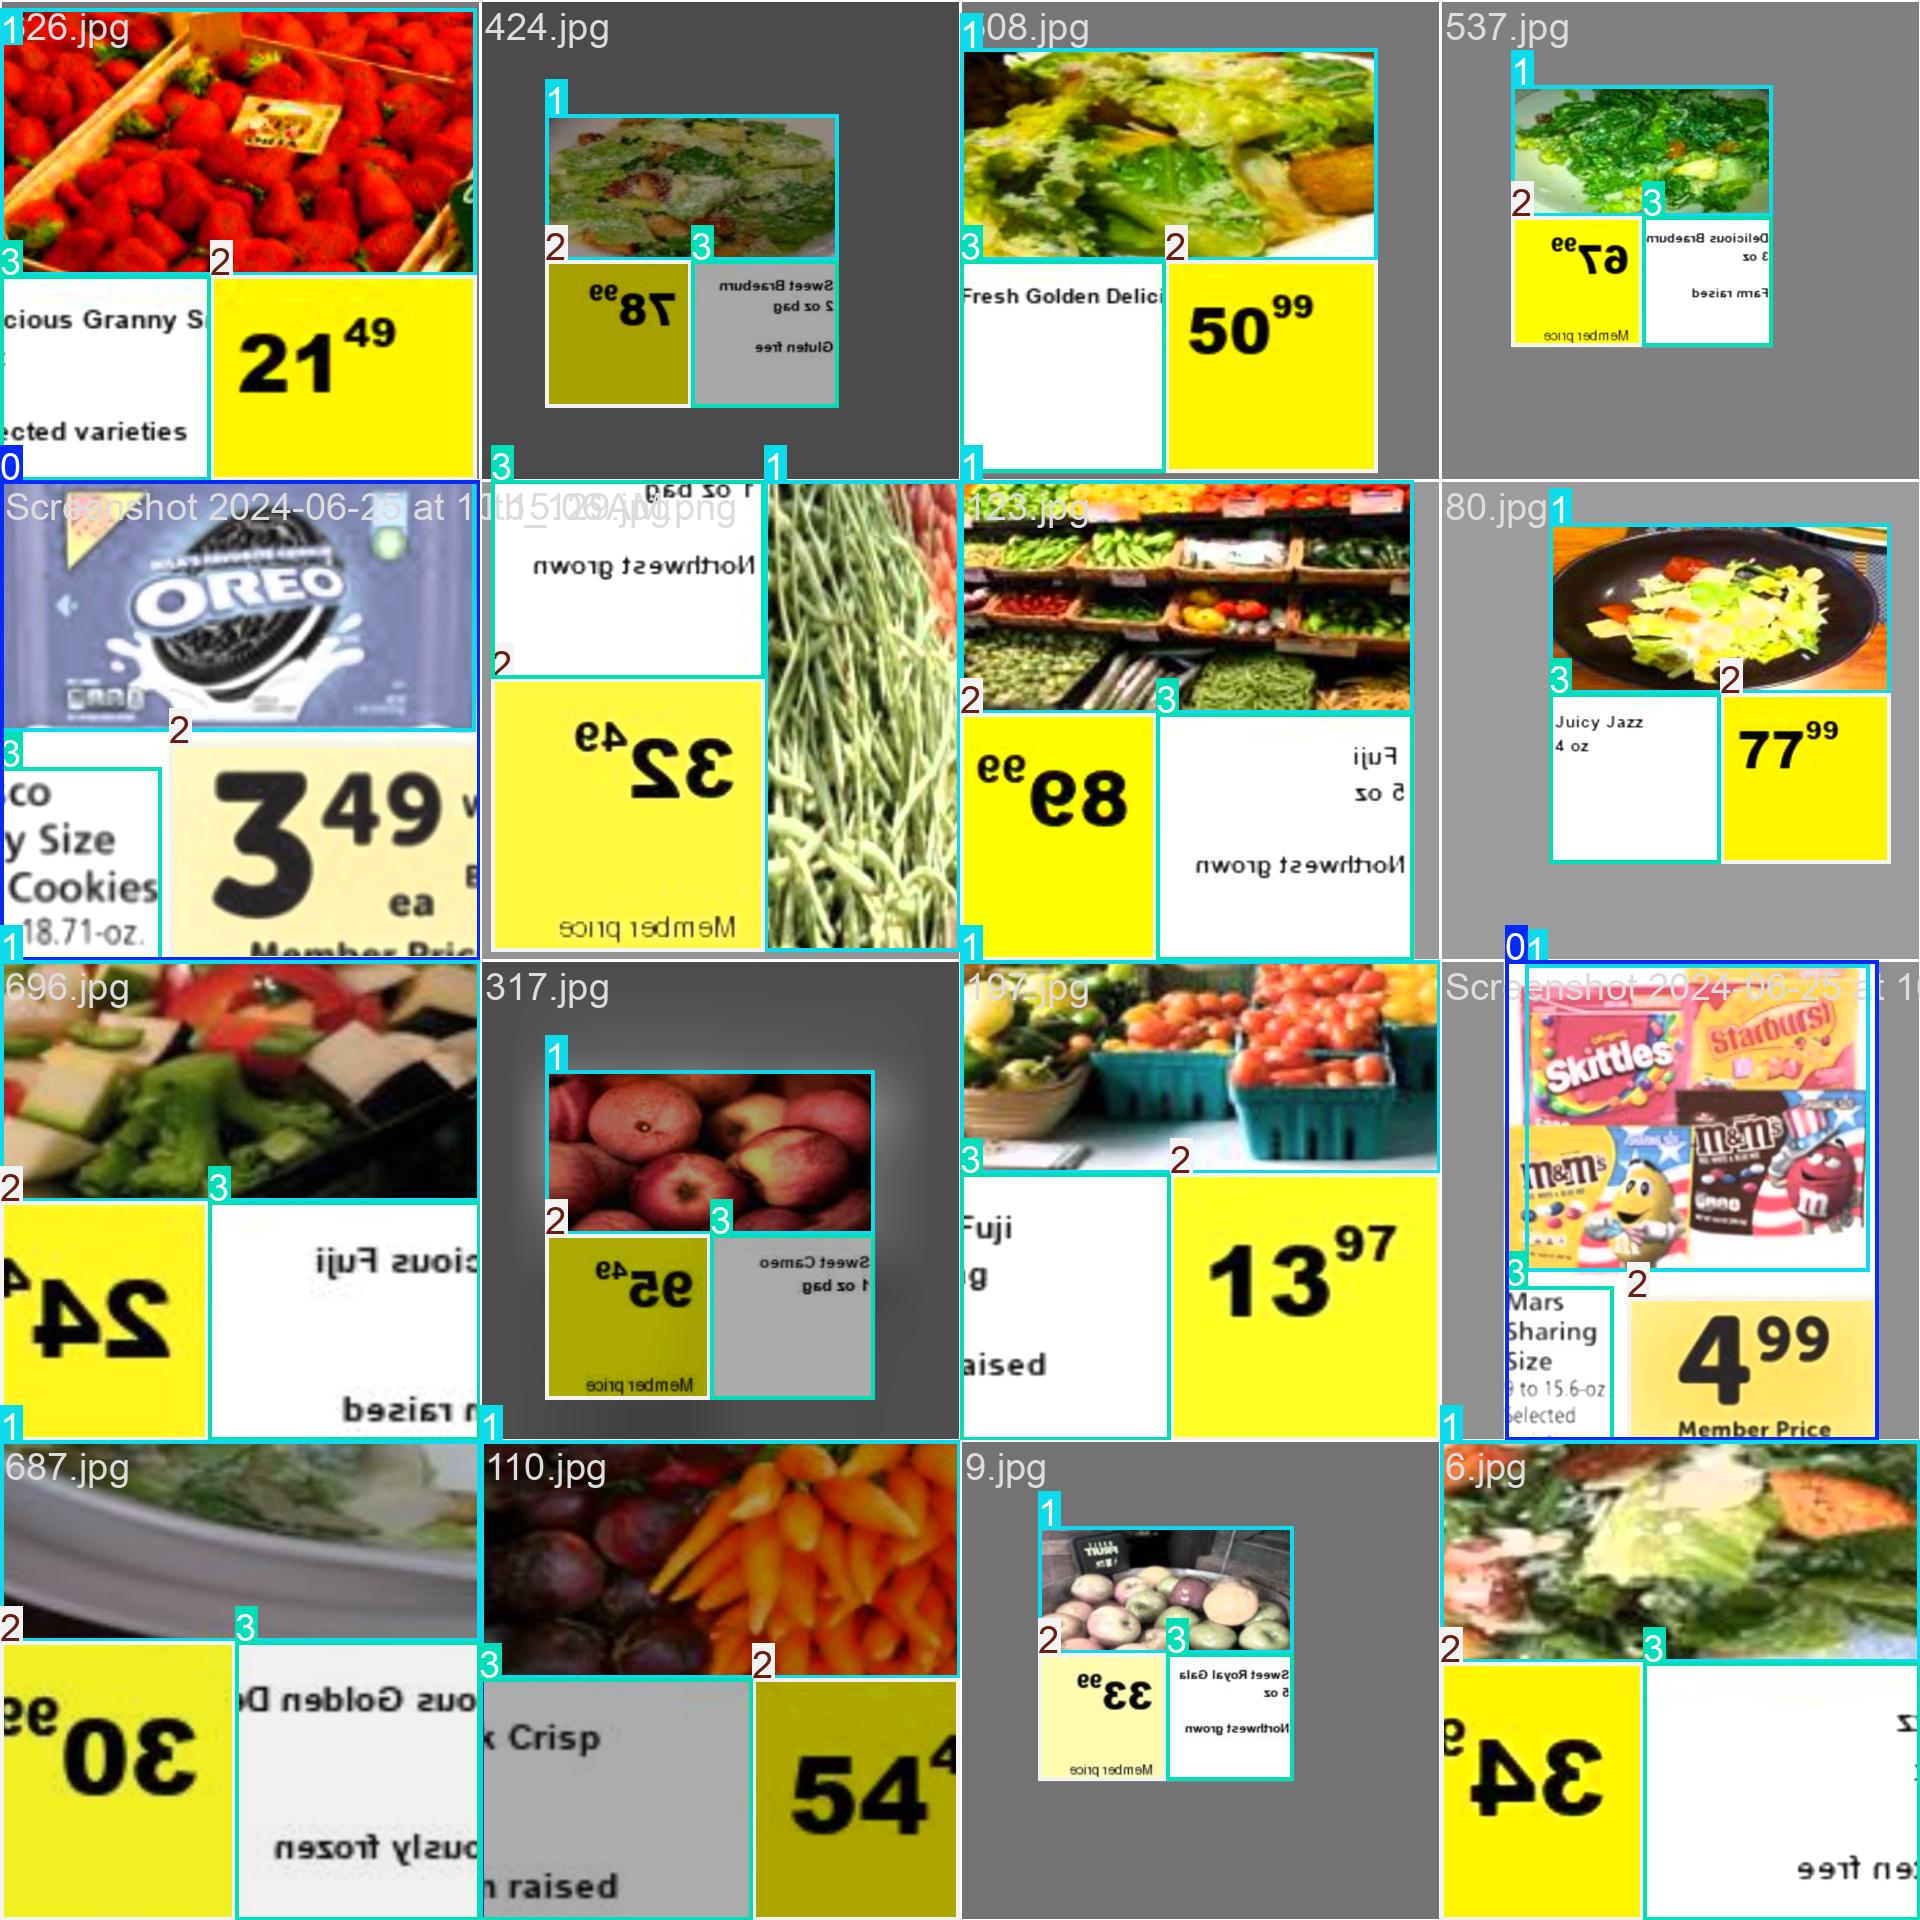 1
26.jpg
3
2
cious Granny S
21 49
ected varieties
424.jpg
1
2
3
78 99
Sweet Braeburn
2 oz bag
Gluten free
1
08.jpg
3
2
Fresh Golden Delici
50 99
537.jpg
1
2
3
67 99
Delicious Braeburn
3 oz
Farm raised
Member price
0
Screenshot 2024-06-25 at 1
OREO
3
2
co
y Size
Cookies
18.71-oz.
3 49
ea
Member Pric
3
1
1 oz bag
Northwest grown
2
32 49
Member price
1
123.jpg
2
3
89 99
Fuji
5 oz
Northwest grown
80.jpg
1
3
2
Juicy Jazz
4 oz
77 99
1
696.jpg
2
3
24 4
cious Fuji
raised
317.jpg
1
2
3
95 49
Sweet Cameo
1 oz bag
Member price
1
197.jpg
3
2
Fuji
g
aised
13 97
0
1
Screenshot 2024-06-25 at 1
Skittles
Starburst
m&m's
m&m's
SHARING SIZE
m
3
2
Mars
Sharing
Size
9 to 15.6-oz
Selected
4 99
Member Price
1
687.jpg
2
3
30 99
ous Golden De
ously frozen
1
110.jpg
3
2
Crisp
raised
54 4
9.jpg
1
FRUIT
2
3
33 99
Sweet Royal Gala
5 oz
Northwest grown
Member price
1
6.jpg
2
3
34 9
z
en free